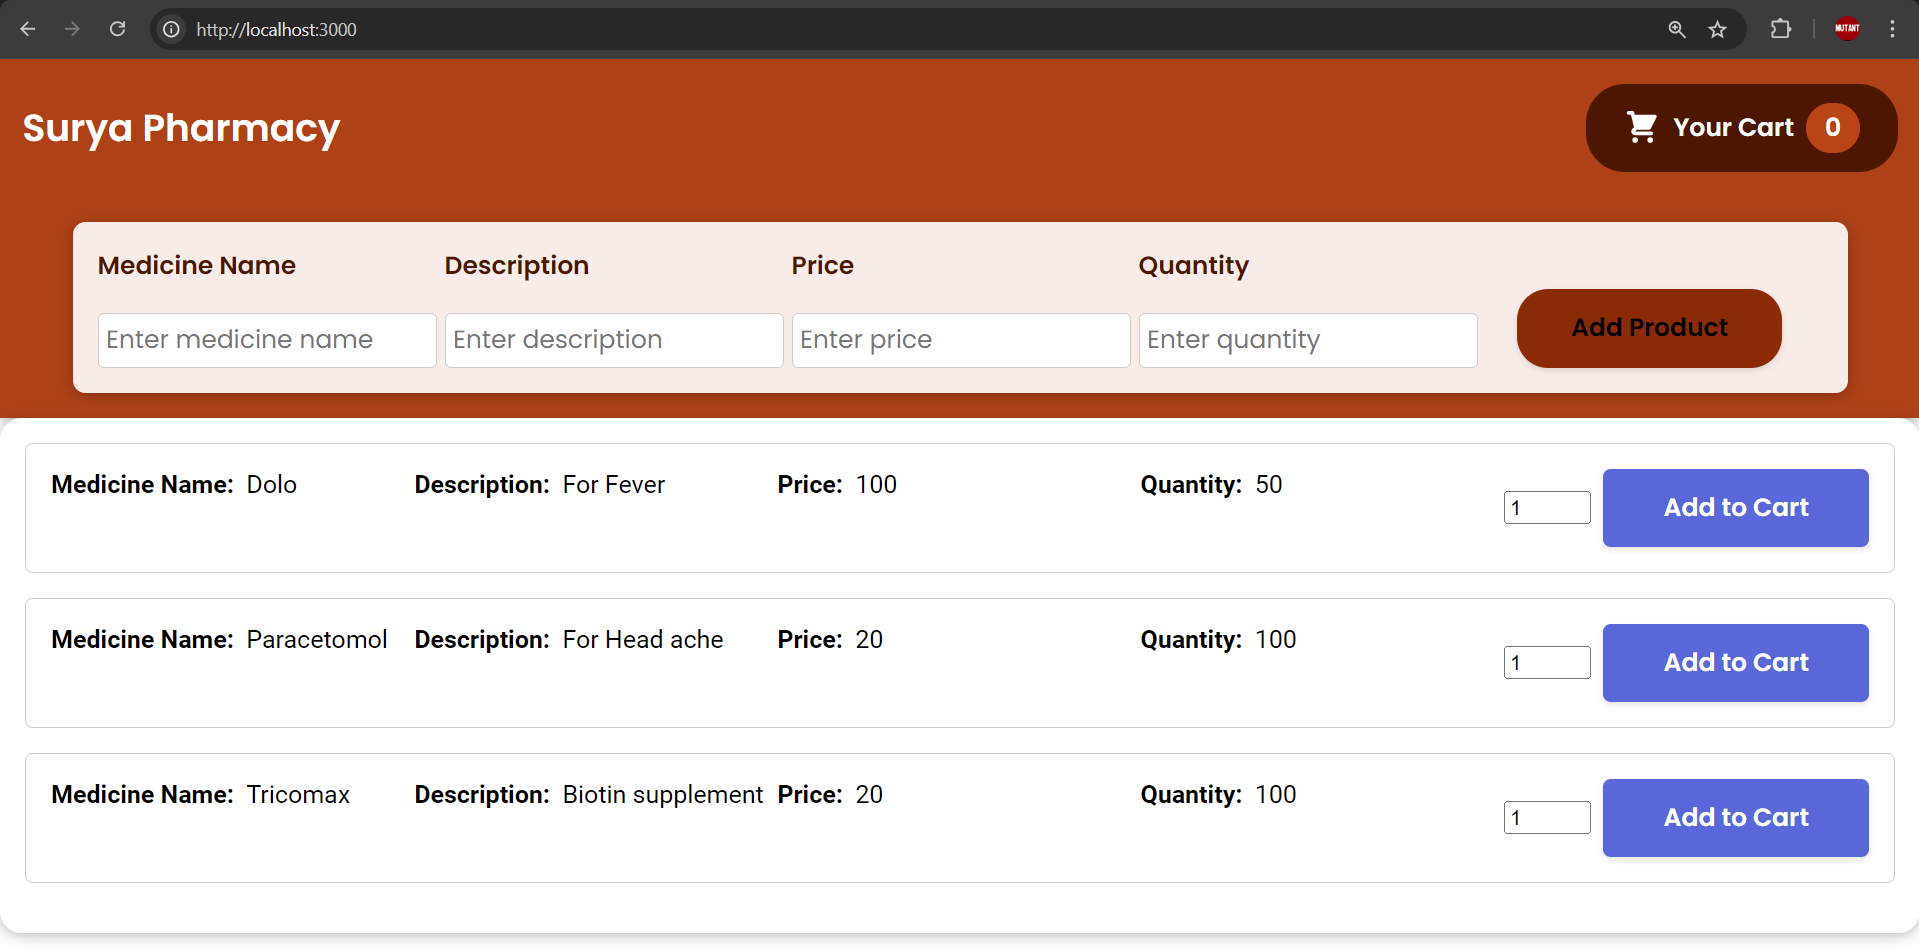 http://localhost:3000
MUTANT
Surya Pharmacy
Your Cart 0
Medicine Name Description Price Quantity
Enter medicine name Enter description Enter price Enter quantity
Add Product
Medicine Name: Dolo Description: For Fever Price: 100 Quantity: 50
1 Add to Cart
Medicine Name: Paracetomol Description: For Head ache Price: 20 Quantity: 100
1 Add to Cart
Medicine Name: Tricomax Description: Biotin supplement Price: 20 Quantity: 100
1 Add to Cart